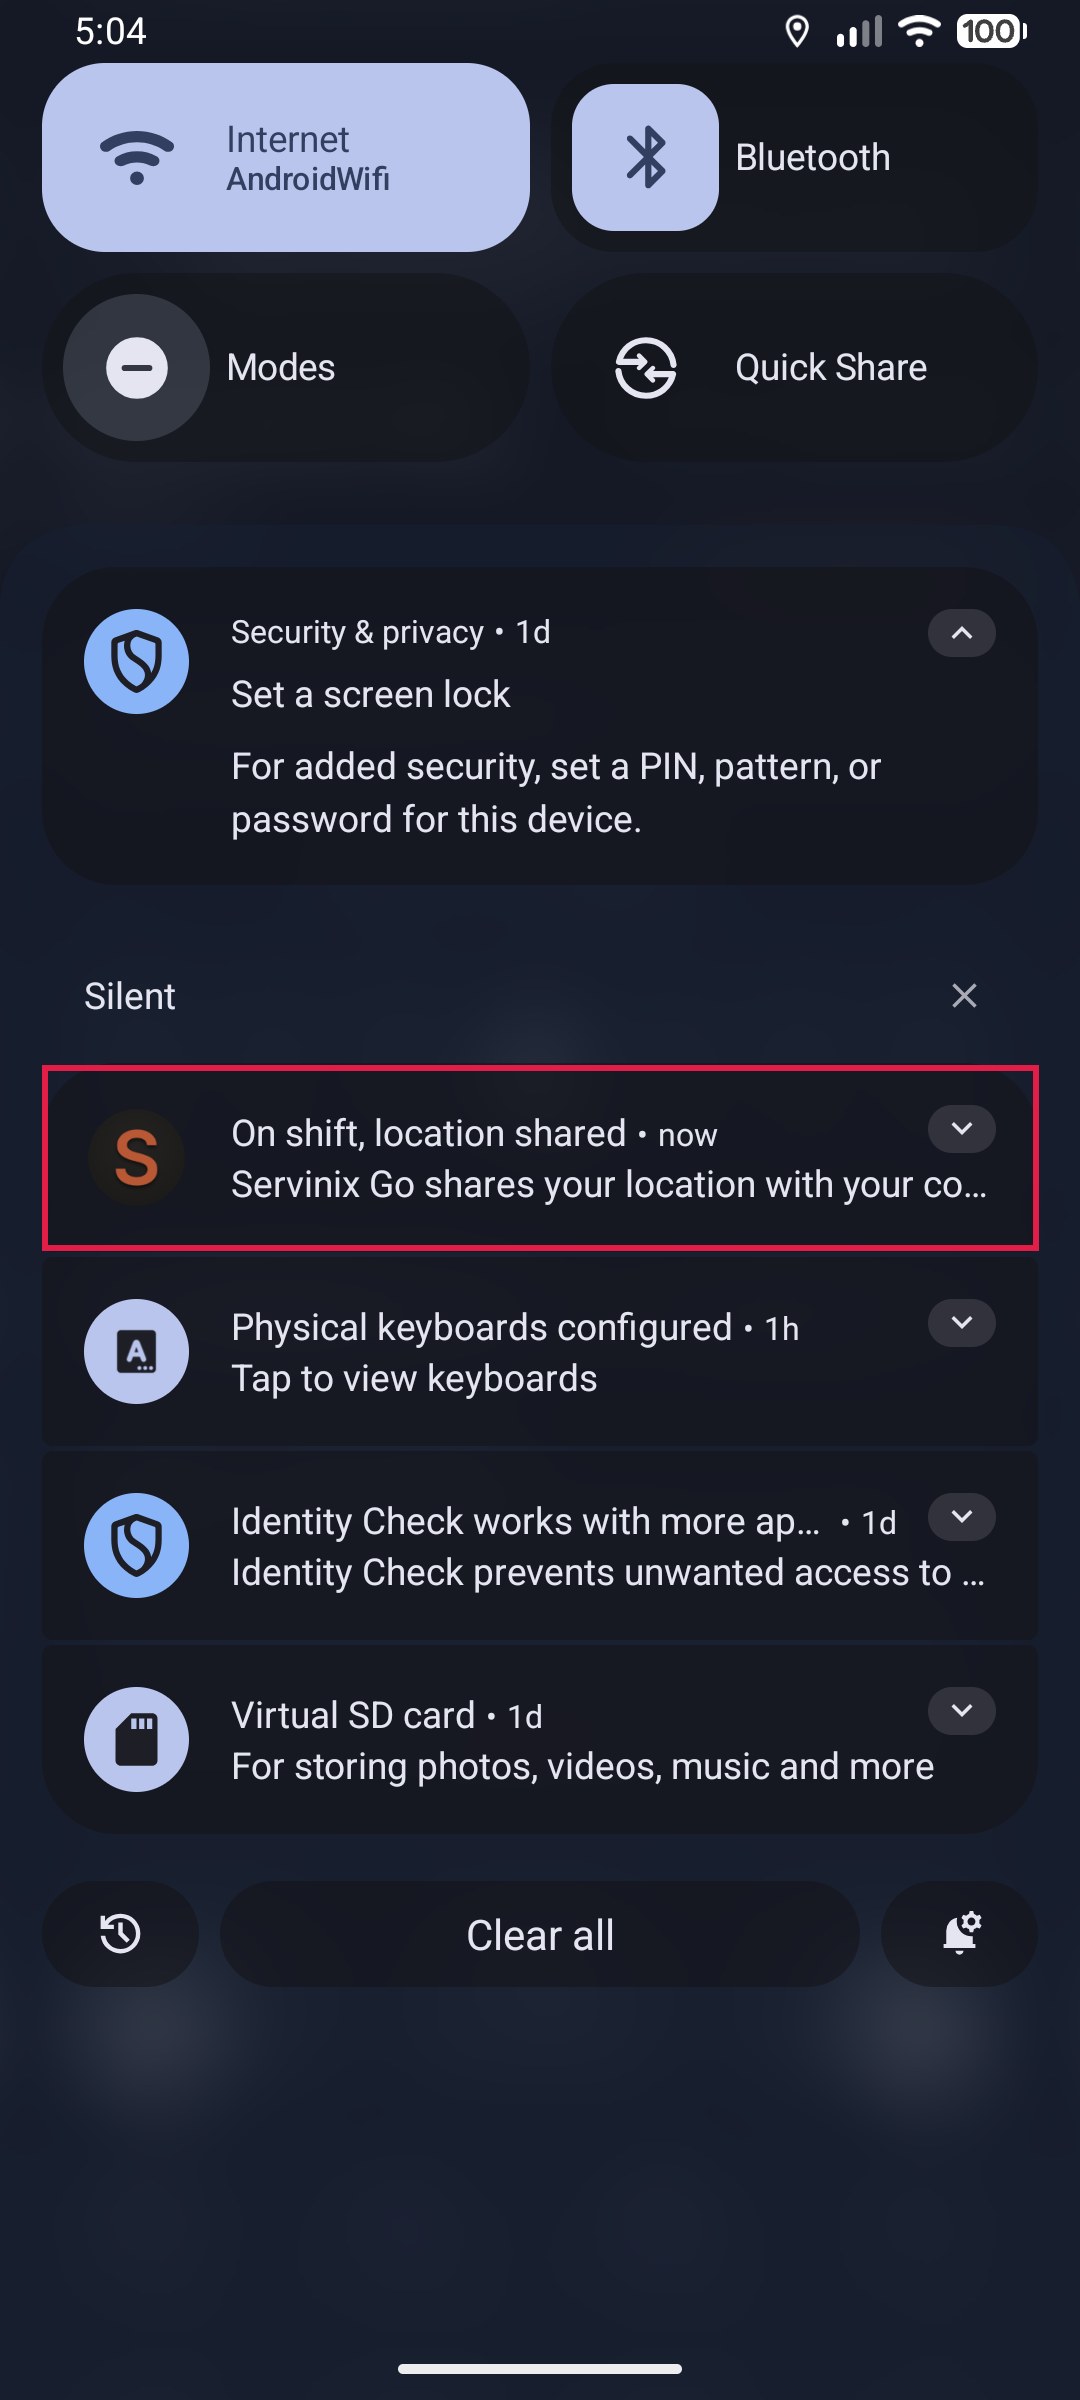 5:04
100
Internet
AndroidWifi
Bluetooth
Modes
Quick Share
Security & privacy • 1d
Set a screen lock
For added security, set a PIN, pattern, or
password for this device.
Silent
S
On shift, location shared • now
Servinix Go shares your location with your co...
A
Physical keyboards configured • 1h
Tap to view keyboards
Identity Check works with more ap... • 1d
Identity Check prevents unwanted access to ...
Virtual SD card • 1d
For storing photos, videos, music and more
Clear all